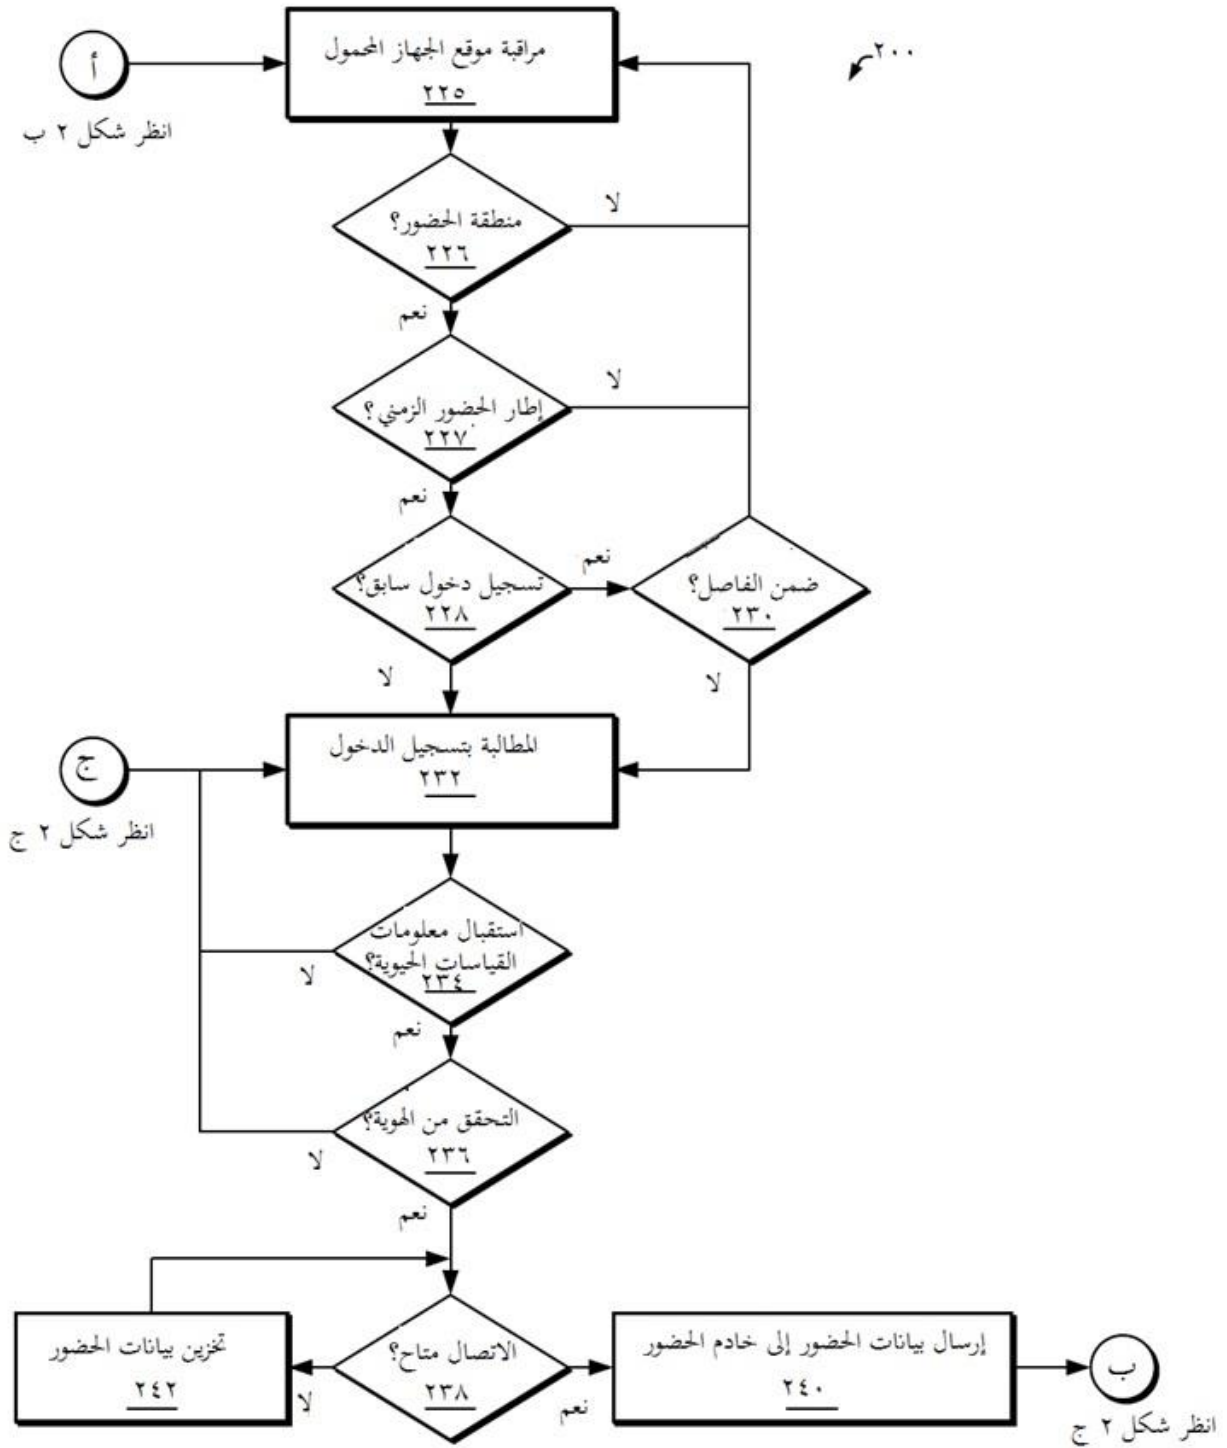 ٢٠٠
أ
انظر شكل ٢ ب
مراقبة موقع الجهاز المحمول
٢٢٥
منطقة الحضور؟
٢٢٦
لا
نعم
إطار الحضور الزمني؟
٢٢٧
لا
نعم
تسجيل دخول سابق؟
٢٢٨
نعم
ضمن الفاصل؟
٢٣٠
لا
لا
ج
انظر شكل ٢ ج
المطالبة بتسجيل الدخول
٢٣٢
استقبال معلومات
القياسات الحيوية؟
٢٣٤
لا
نعم
التحقق من الهوية؟
٢٣٦
لا
نعم
الاتصال متاح؟
٢٣٨
لا
نعم
تخزين بيانات الحضور
٢٤٢
إرسال بيانات الحضور إلى خادم الحضور
٢٤٠
ب
انظر شكل ٢ ج